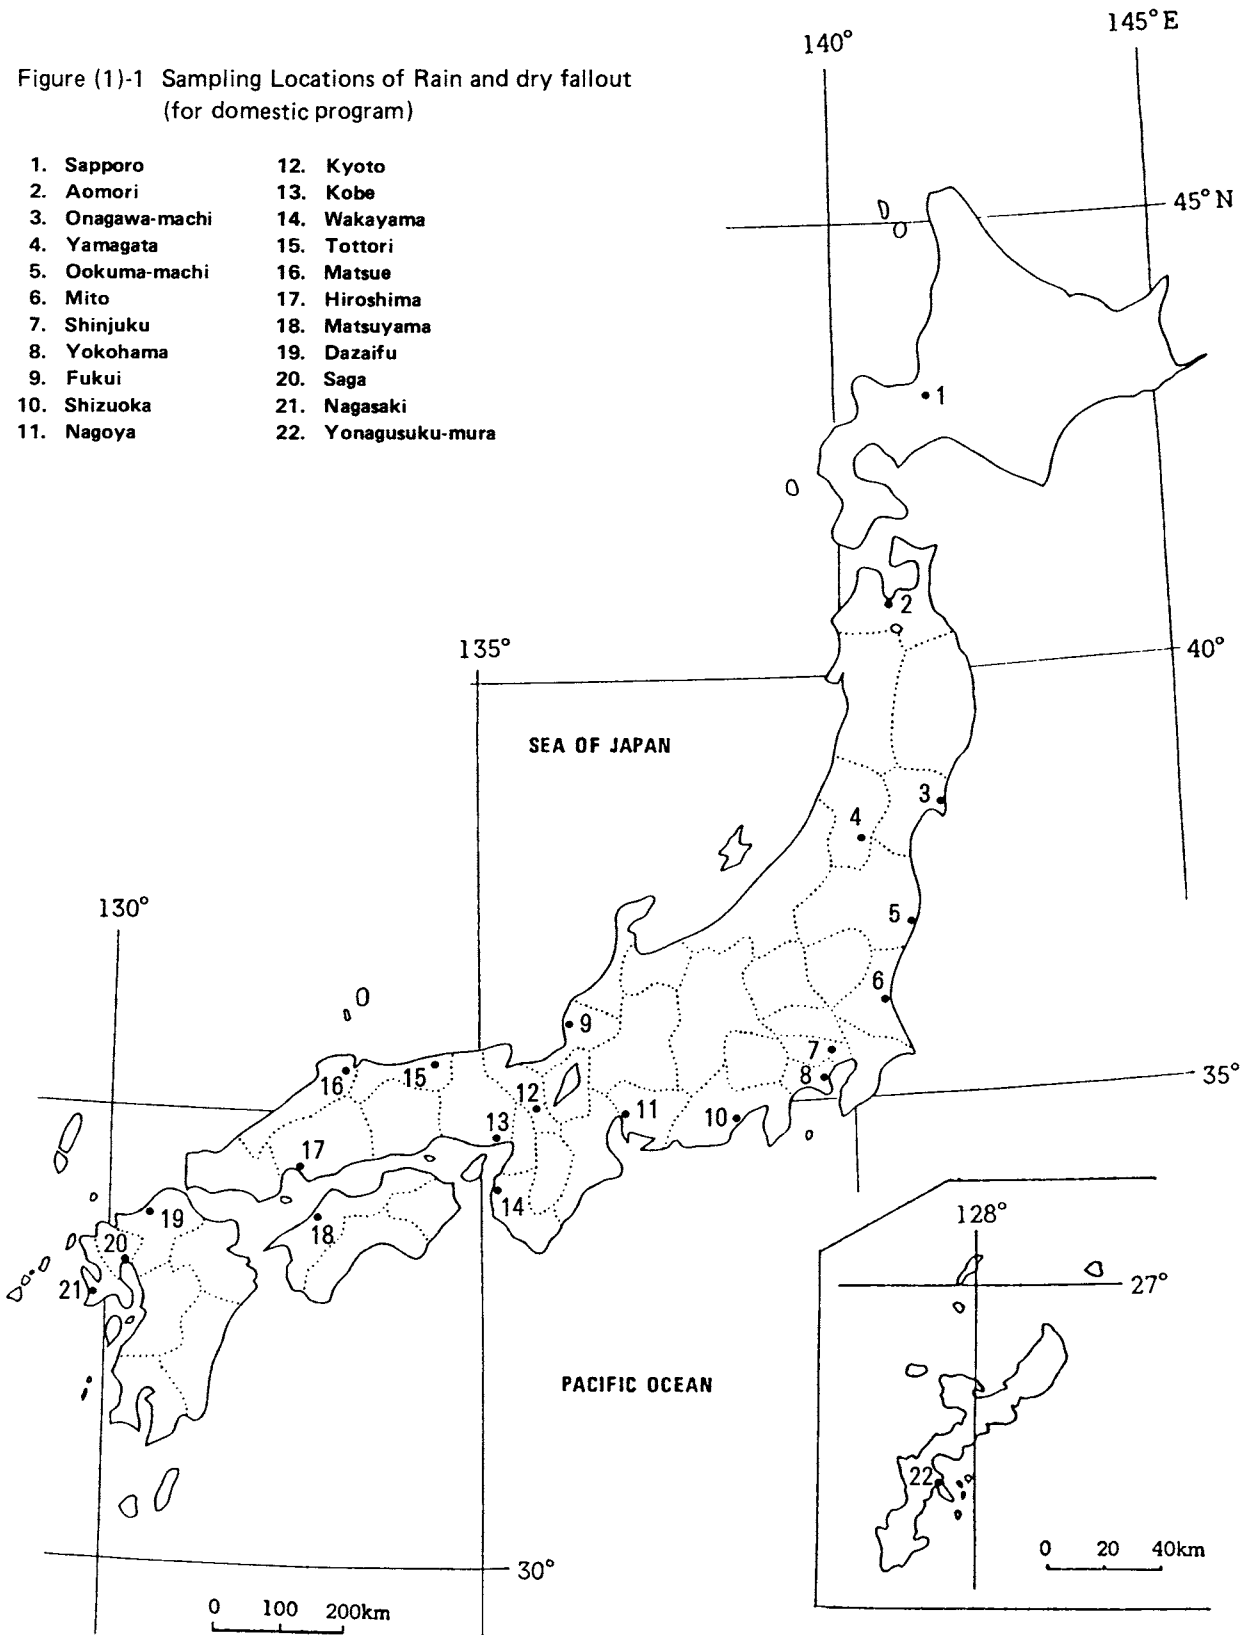 Figure (1)-1 Sampling Locations of Rain and dry fallout
(for domestic program)
1. Sapporo
2. Aomori
3. Onagawa-machi
4. Yamagata
5. Ookuma-machi
6. Mito
7. Shinjuku
8. Yokohama
9. Fukui
10. Shizuoka
11. Nagoya
12. Kyoto
13. Kobe
14. Wakayama
15. Tottori
16. Matsue
17. Hiroshima
18. Matsuyama
19. Dazaifu
20. Saga
21. Nagasaki
22. Yonagusuku-mura
140°
145°E
45°N
1
2
135°
40°
SEA OF JAPAN
3
4
130°
5
6
9
7
8
35°
16
15
12
11
10
13
17
14
19
18
20
21
128°
27°
PACIFIC OCEAN
22
0 20 40km
30°
0 100 200km